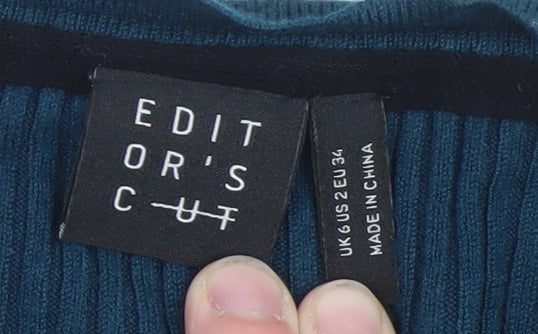 EDIT
OR'S
CUT
UK 6 US 2 EU 34
MADE IN CHINA